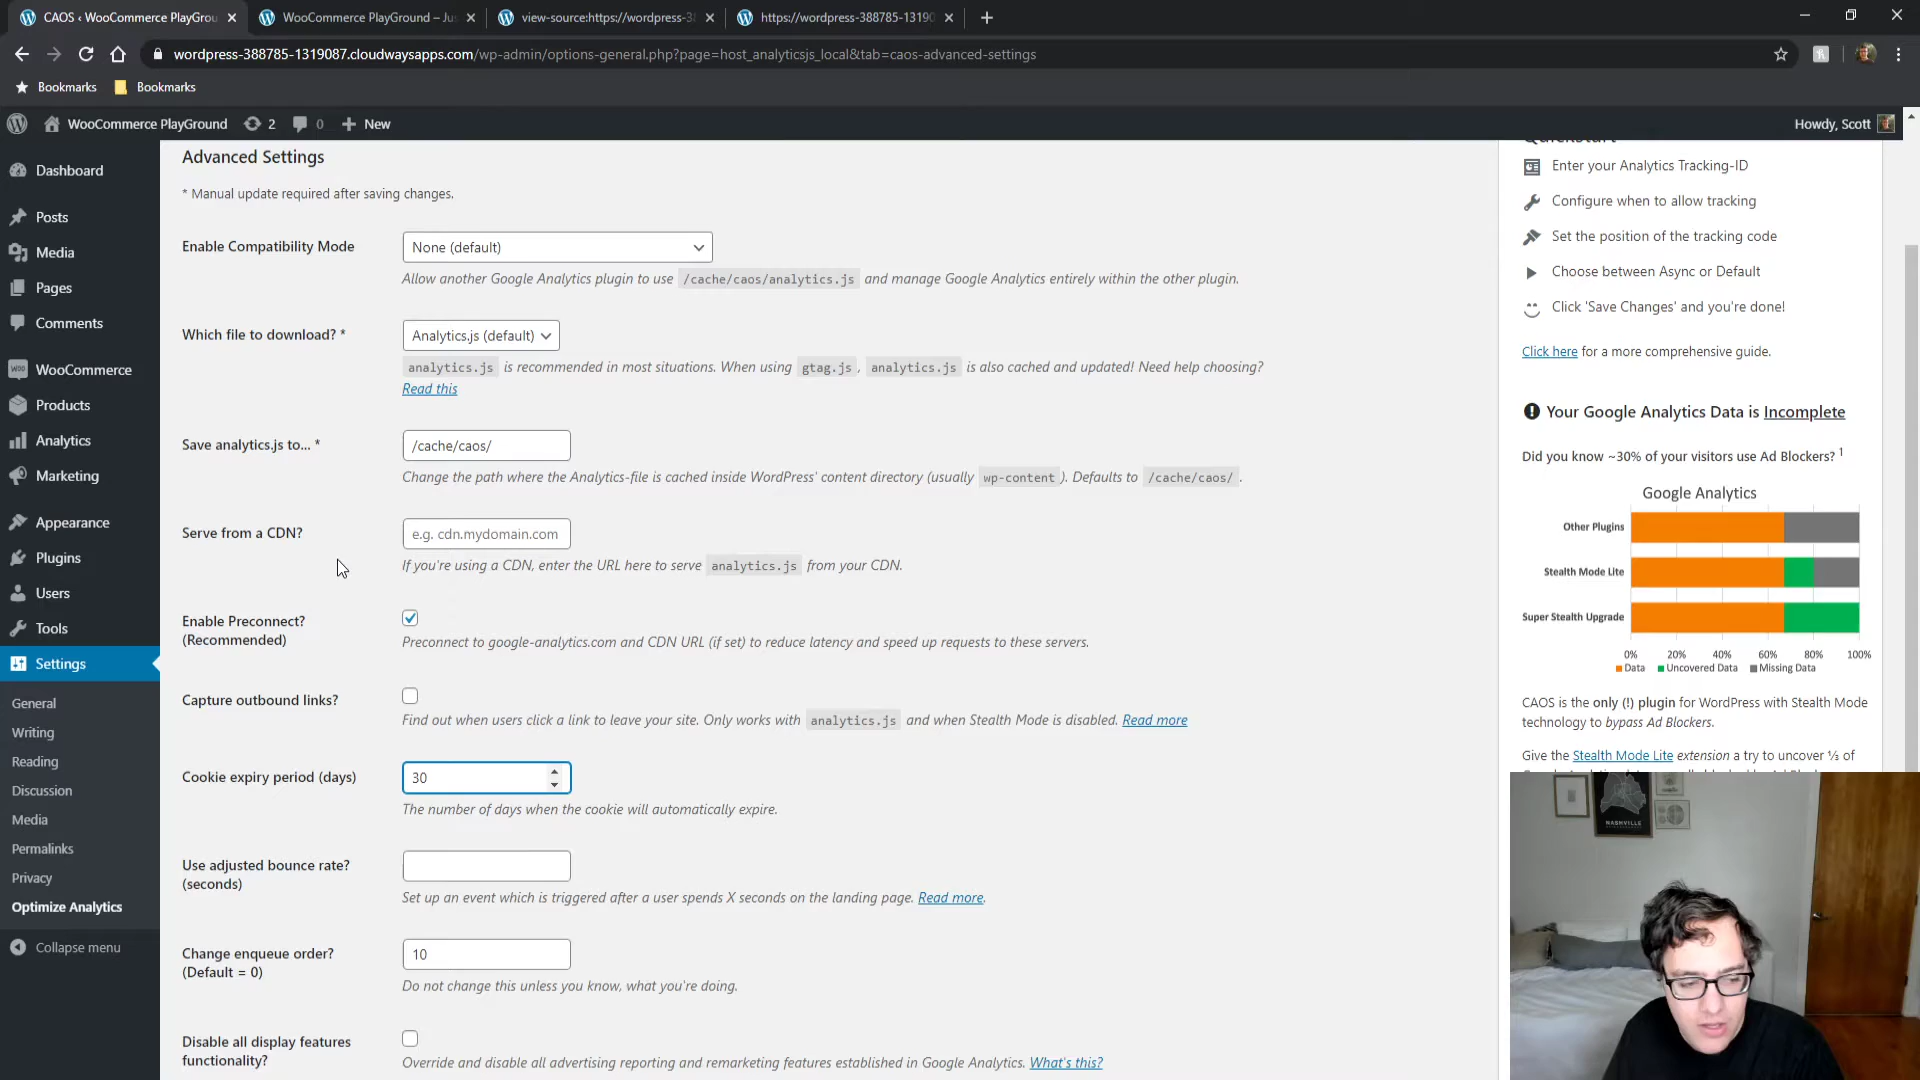 CAOS ‹ WooCommerce PlayGrou
WooCommerce PlayGround – Jus
view-source:https://wordpress-38
https://wordpress-388785-13190
wordpress-388785-1319087.cloudwaysapps.com/wp-admin/options-general.php?page=host_analyticsjs_local&tab=caos-advanced-settings
Bookmarks
Bookmarks
WooCommerce PlayGround
2
0
New
Howdy, Scott
Dashboard
Posts
Media
Pages
Comments
WooCommerce
Products
Analytics
Marketing
Appearance
Plugins
Users
Tools
Settings
General
Writing
Reading
Discussion
Media
Permalinks
Privacy
Optimize Analytics
Collapse menu
Advanced Settings
* Manual update required after saving changes.
Enable Compatibility Mode
None (default)
Allow another Google Analytics plugin to use /cache/caos/analytics.js and manage Google Analytics entirely within the other plugin.
Which file to download? *
Analytics.js (default)
analytics.js is recommended in most situations. When using gtag.js, analytics.js is also cached and updated! Need help choosing?
Read this
Save analytics.js to... *
/cache/caos/
Change the path where the Analytics-file is cached inside WordPress' content directory (usually wp-content ). Defaults to /cache/caos/ .
Serve from a CDN?
e.g. cdn.mydomain.com
If you're using a CDN, enter the URL here to serve analytics.js from your CDN.
Enable Preconnect?
(Recommended)
Preconnect to google-analytics.com and CDN URL (if set) to reduce latency and speed up requests to these servers.
Capture outbound links?
Find out when users click a link to leave your site. Only works with analytics.js and when Stealth Mode is disabled. Read more
Cookie expiry period (days)
30
The number of days when the cookie will automatically expire.
Use adjusted bounce rate?
(seconds)
Set up an event which is triggered after a user spends X seconds on the landing page. Read more.
Change enqueue order?
(Default = 0)
10
Do not change this unless you know, what you're doing.
Disable all display features
functionality?
Override and disable all advertising reporting and remarketing features established in Google Analytics. What's this?
Quickstart
Enter your Analytics Tracking-ID
Configure when to allow tracking
Set the position of the tracking code
Choose between Async or Default
Click 'Save Changes' and you're done!
Click here for a more comprehensive guide.
Your Google Analytics Data is Incomplete
Did you know ~30% of your visitors use Ad Blockers? 1
Google Analytics
Other Plugins
Stealth Mode Lite
Super Stealth Upgrade
0% 20% 40% 60% 80% 100%
Data Uncovered Data Missing Data
CAOS is the only (!) plugin for WordPress with Stealth Mode
technology to bypass Ad Blockers.
Give the Stealth Mode Lite extension a try to uncover ⅓ of
NASHVILLE